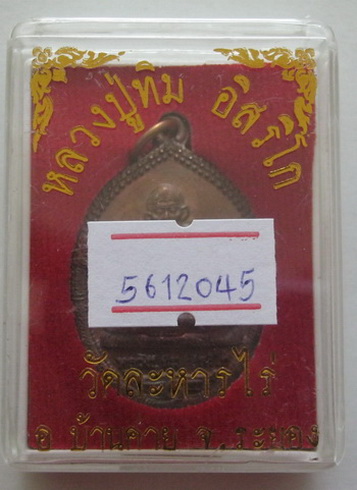 หลวงปู่ทิม อิสริโก
5612045
วัดละหารไร่
อ.บ้านค่าย จ.ระยอง